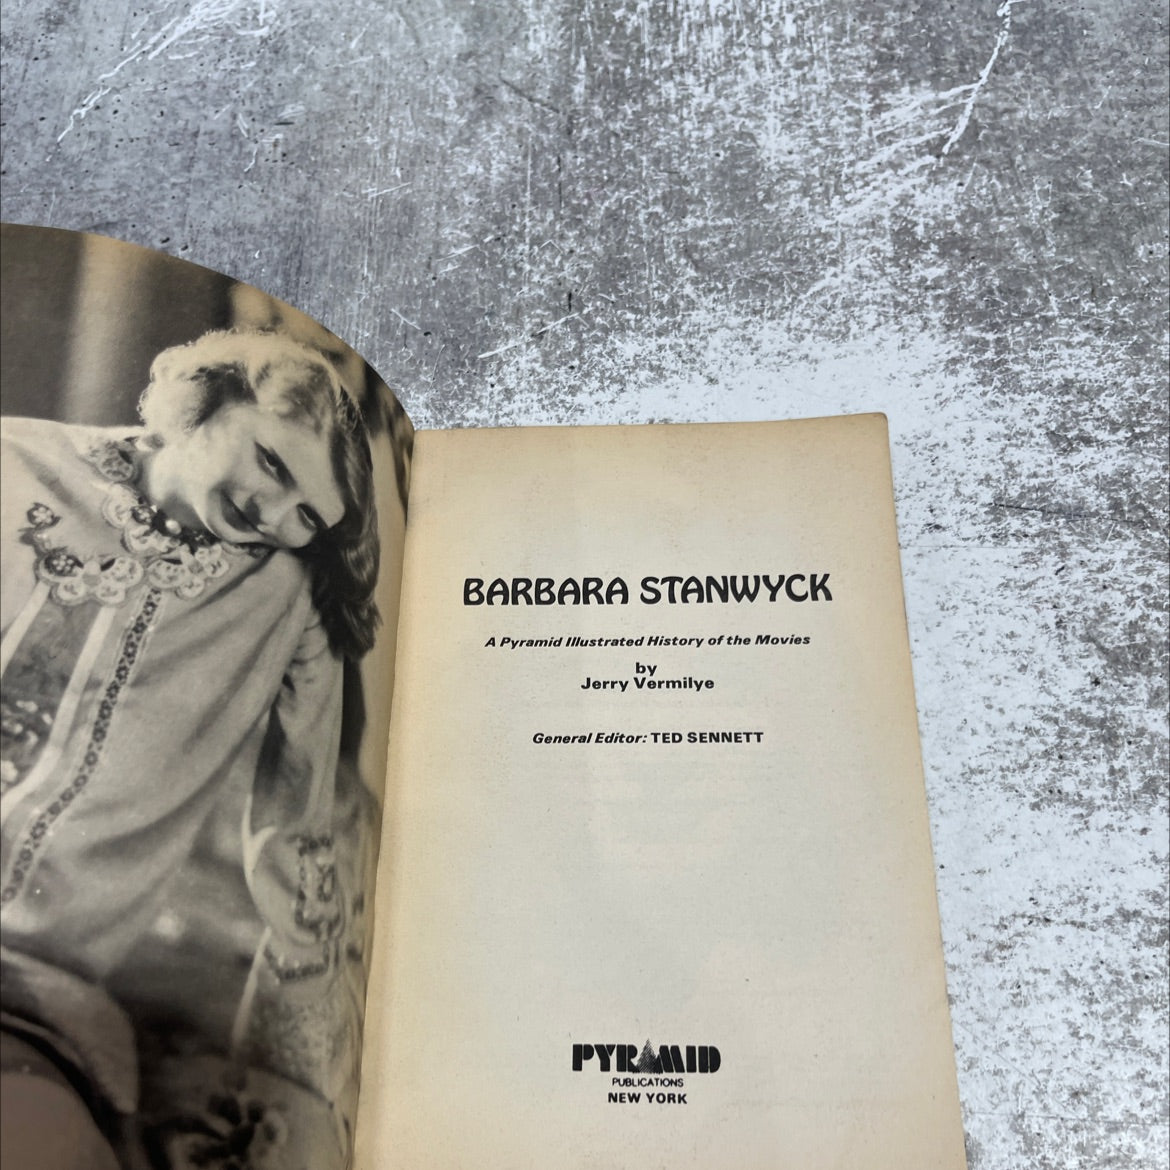 BARBARA STANWYCK
A Pyramid Illustrated History of the Movies
by
Jerry Vermilye
General Editor: TED SENNETT
PYRAMID
PUBLICATIONS
NEW YORK